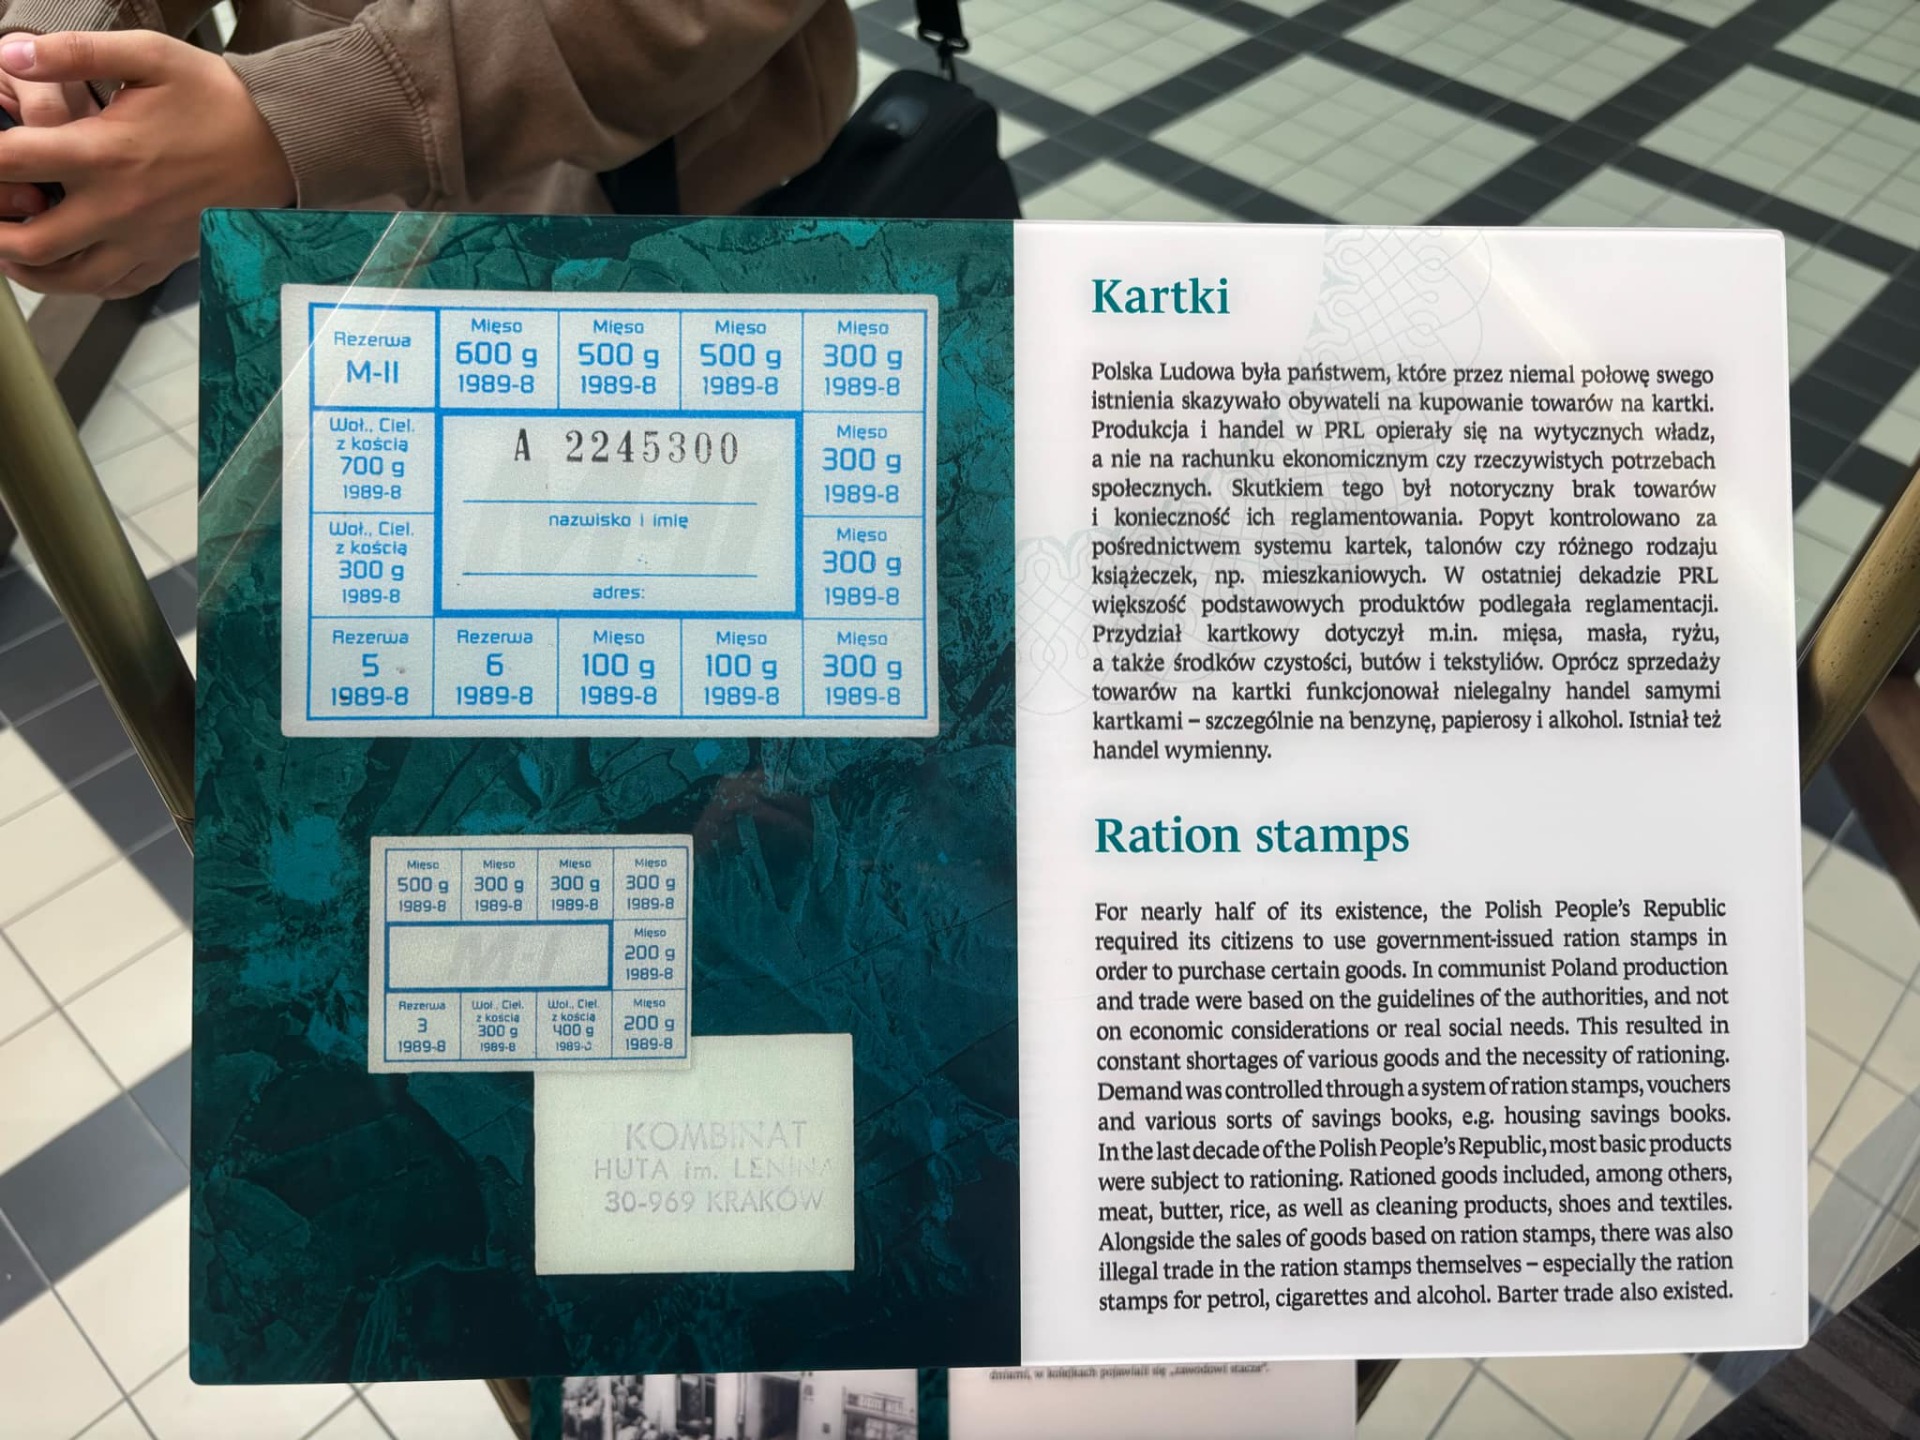 Rezerwa
M-II
Mięso
600 g
1989-8
Mięso
500 g
1989-8
Mięso
500 g
1989-8
Mięso
300 g
1989-8
Woł., Ciel.
z kością
700 g
1989-8
A 2245300
nazwisko i imię
adres:
Mięso
300 g
1989-8
Woł., Ciel.
z kością
300 g
1989-8
Mięso
300 g
1989-8
Rezerwa
5
1989-8
Rezerwa
6
1989-8
Mięso
100 g
1989-8
Mięso
100 g
1989-8
Mięso
300 g
1989-8
Mięso
500 g
1989-8
Mięso
300 g
1989-8
Mięso
300 g
1989-8
Mięso
300 g
1989-8
M-I
Mięso
200 g
1989-8
Rezerwa
3
1989-8
Woł., Ciel.
z kością
300 g
1989-8
Woł., Ciel.
z kością
400 g
Mięso
200 g
1989-8
KOMBINAT
HUTA im. LENINA
30-969 KRAKÓW
Kartki
Polska Ludowa była państwem, które przez niemal połowę swego
istnienia skazywało obywateli na kupowanie towarów na kartki.
Produkcja i handel w PRL opierały się na wytycznych władz,
a nie na rachunku ekonomicznym czy rzeczywistych potrzebach
społecznych. Skutkiem tego był notoryczny brak towarów
i konieczność ich reglamentowania. Popyt kontrolowano za
pośrednictwem systemu kartek, talonów czy różnego rodzaju
książeczek, np. mieszkaniowych. W ostatniej dekadzie PRL
większość podstawowych produktów podlegała reglamentacji.
Przydział kartkowy dotyczył m.in. mięsa, masła, ryżu,
a także środków czystości, butów i tekstyliów. Oprócz sprzedaży
towarów na kartki funkcjonował nielegalny handel samymi
kartkami – szczególnie na benzynę, papierosy i alkohol. Istniał też
handel wymienny.
Ration stamps
For nearly half of its existence, the Polish People's Republic
required its citizens to use government-issued ration stamps in
order to purchase certain goods. In communist Poland production
and trade were based on the guidelines of the authorities, and not
on economic considerations or real social needs. This resulted in
constant shortages of various goods and the necessity of rationing.
Demand was controlled through a system of ration stamps, vouchers
and various sorts of savings books, e.g. housing savings books.
In the last decade of the Polish People's Republic, most basic products
were subject to rationing. Rationed goods included, among others,
meat, butter, rice, as well as cleaning products, shoes and textiles.
Alongside the sales of goods based on ration stamps, there was also
illegal trade in the ration stamps themselves – especially the ration
stamps for petrol, cigarettes and alcohol. Barter trade also existed.
dniami, w kolejkach pojawiali się „zawodowi stacze".